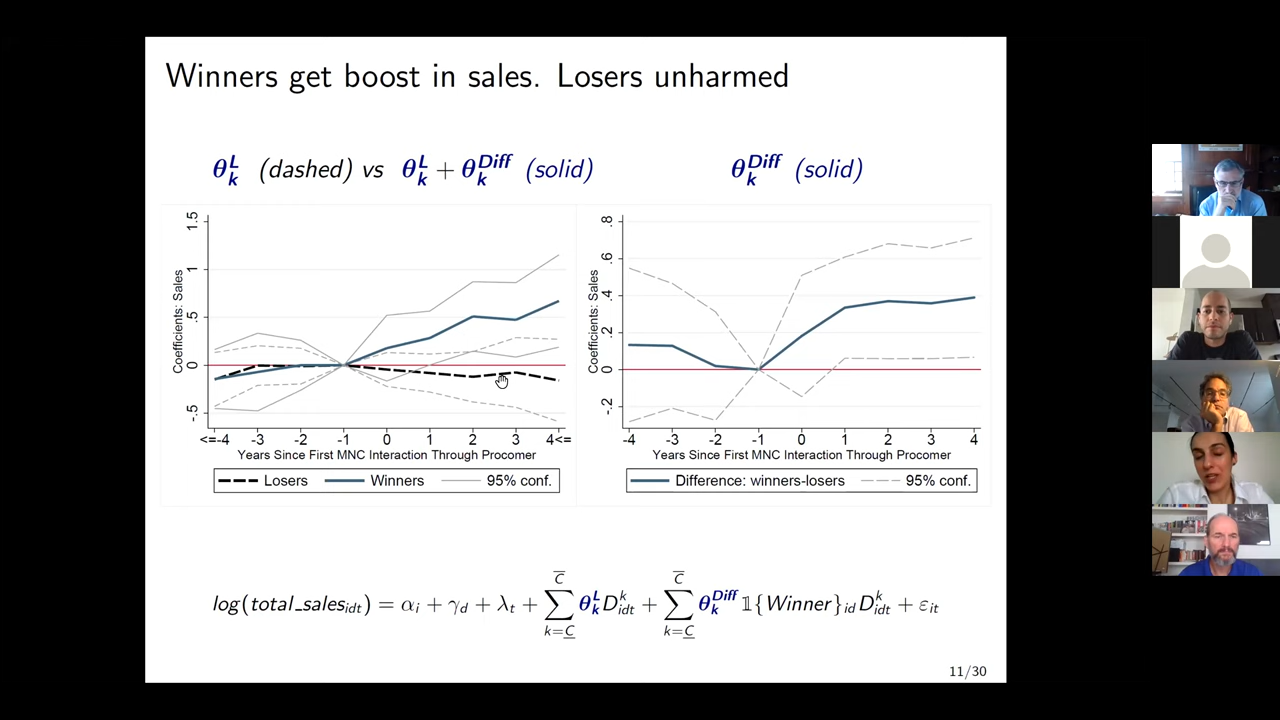 Winners get boost in sales. Losers unharmed
θ_k^L (dashed) vs θ_k^L + θ_k^Diff (solid)
θ_k^Diff (solid)
Coefficients: Sales
1.5
1
.5
0
-.5
<=-4 -3 -2 -1 0 1 2 3 4<=
Years Since First MNC Interaction Through Procomer
Losers Winners 95% conf.
Coefficients: Sales
.8
.6
.4
.2
0
-.2
-4 -3 -2 -1 0 1 2 3 4
Years Since First MNC Interaction Through Procomer
Difference: winners-losers 95% conf.
log(total_sales_idt) = α_i + γ_d + λ_t + ∑_{k=C̲}^{C̅} θ_k^L D_idt^k + ∑_{k=C̲}^{C̅} θ_k^Diff 𝟙{Winner}_id D_idt^k + ε_it
11/30